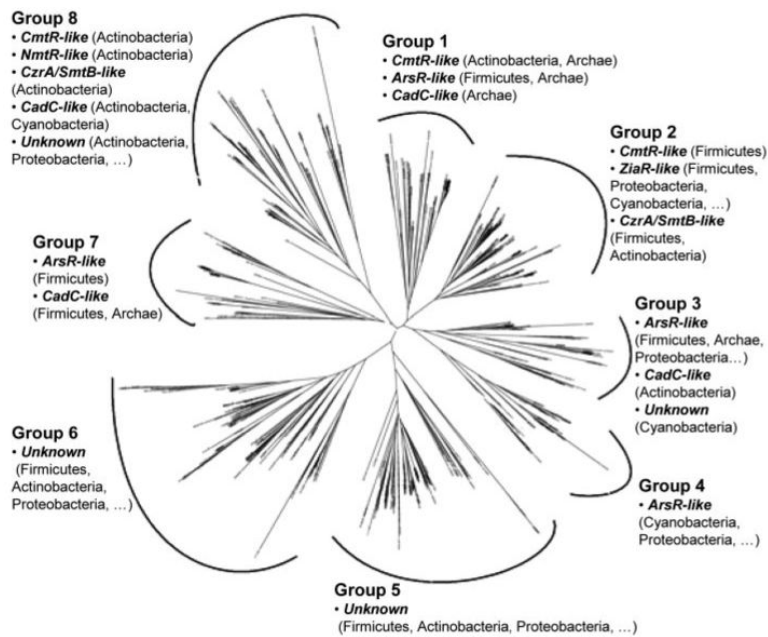 Group 8
• CmtR-like (Actinobacteria)
• NmtR-like (Actinobacteria)
• CzrA/SmtB-like
(Actinobacteria)
• CadC-like (Actinobacteria,
Cyanobacteria)
• Unknown (Actinobacteria,
Proteobacteria, …)
Group 1
• CmtR-like (Actinobacteria, Archae)
• ArsR-like (Firmicutes, Archae)
• CadC-like (Archae)
Group 2
• CmtR-like (Firmicutes)
• ZiaR-like (Firmicutes,
Proteobacteria,
Cyanobacteria, …)
• CzrA/SmtB-like
(Firmicutes,
Actinobacteria)
Group 7
• ArsR-like
(Firmicutes)
• CadC-like
(Firmicutes, Archae)
Group 3
• ArsR-like
(Firmicutes, Archae,
Proteobacteria…)
• CadC-like
(Actinobacteria)
• Unknown
(Cyanobacteria)
Group 6
• Unknown
(Firmicutes,
Actinobacteria,
Proteobacteria, …)
Group 4
• ArsR-like
(Cyanobacteria,
Proteobacteria, …)
Group 5
• Unknown
(Firmicutes, Actinobacteria, Proteobacteria, …)